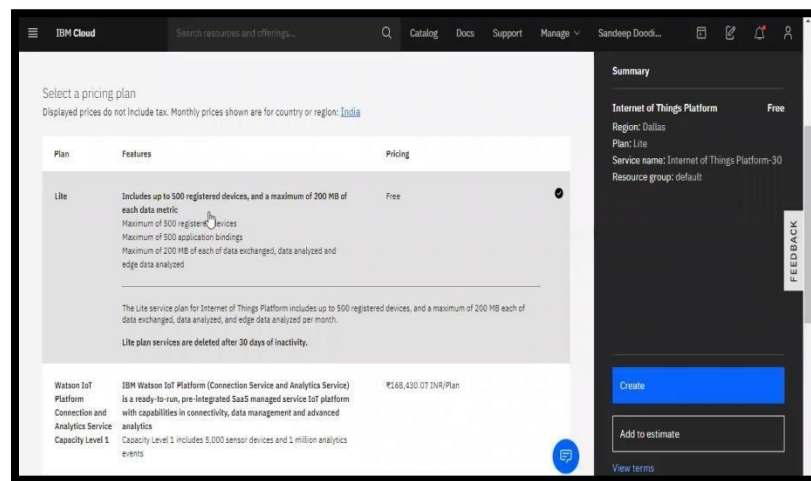 IBM Cloud
Search resources and offerings...
Catalog
Docs
Support
Manage
Sandeep Doodi...
Select a pricing plan
Displayed prices do not include tax. Monthly prices shown are for country or region: India
Plan
Features
Pricing
Lite
Includes up to 500 registered devices, and a maximum of 200 MB of
each data metric
Maximum of 500 registered devices
Maximum of 500 application bindings
Maximum of 200 MB of each of data exchanged, data analyzed and
edge data analyzed
Free
The Lite service plan for Internet of Things Platform includes up to 500 registered devices, and a maximum of 200 MB each of
data exchanged, data analyzed, and edge data analyzed per month.
Lite plan services are deleted after 30 days of inactivity.
Watson IoT
Platform
Connection and
Analytics Service
Capacity Level 1
IBM Watson IoT Platform (Connection Service and Analytics Service)
is a ready-to-run, pre-integrated SaaS managed service IoT platform
with capabilities in connectivity, data management and advanced
analytics
Capacity Level 1 includes 5,000 sensor devices and 1 million analytics
events
₹168,430.07 INR/Plan
Summary
Internet of Things Platform
Free
Region: Dallas
Plan: Lite
Service name: Internet of Things Platform-30
Resource group: default
FEEDBACK
Create
Add to estimate
View terms